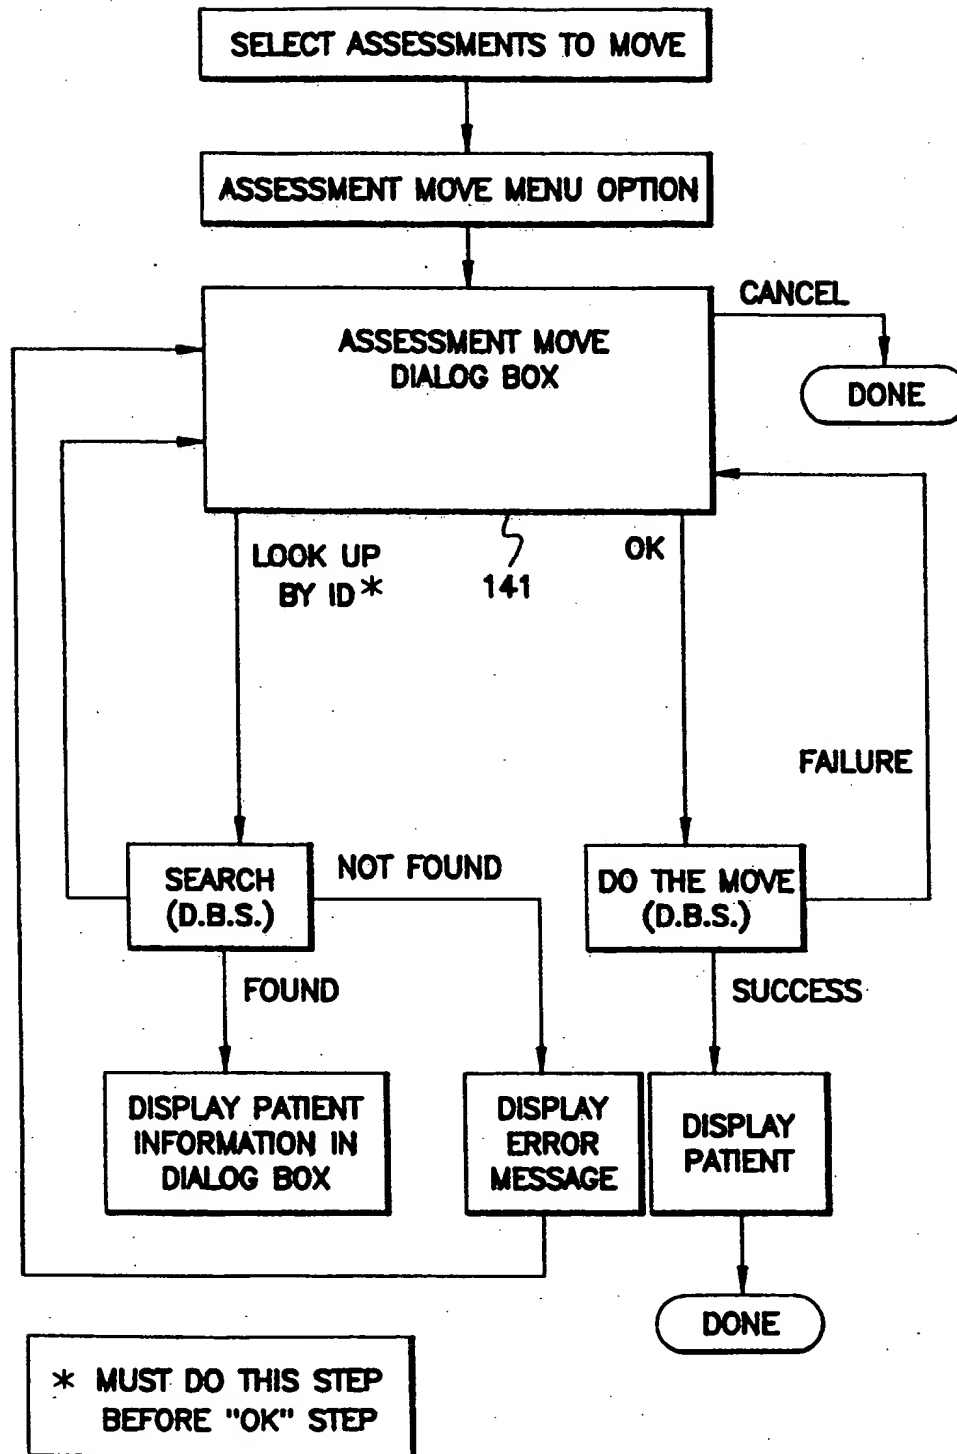 SELECT ASSESSMENTS TO MOVE
ASSESSMENT MOVE MENU OPTION
CANCEL
ASSESSMENT MOVE
DIALOG BOX
DONE
LOOK UP
BY ID*
141
OK
FAILURE
SEARCH
(D.B.S.)
NOT FOUND
DO THE MOVE
(D.B.S.)
FOUND
SUCCESS
DISPLAY PATIENT
INFORMATION IN
DIALOG BOX
DISPLAY
ERROR
MESSAGE
DISPLAY
PATIENT
DONE
* MUST DO THIS STEP
BEFORE "OK" STEP